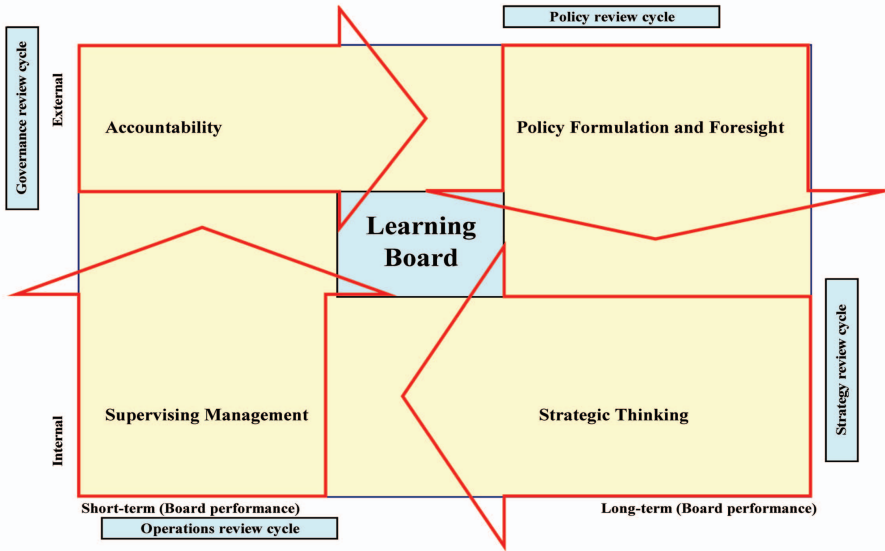 Policy review cycle
Governance review cycle
External
Accountability
Policy Formulation and Foresight
Learning
Board
Strategy review cycle
Internal
Supervising Management
Strategic Thinking
Short-term (Board performance)
Long-term (Board performance)
Operations review cycle